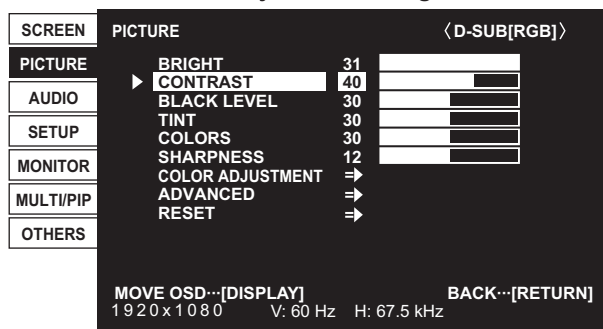 SCREEN
PICTURE
AUDIO
SETUP
MONITOR
MULTI/PIP
OTHERS
PICTURE 〈D-SUB[RGB]〉
BRIGHT 31
CONTRAST 40
BLACK LEVEL 30
TINT 30
COLORS 30
SHARPNESS 12
COLOR ADJUSTMENT
ADVANCED
RESET
MOVE OSD···[DISPLAY] BACK···[RETURN]
1920x1080 V: 60 Hz H: 67.5 kHz